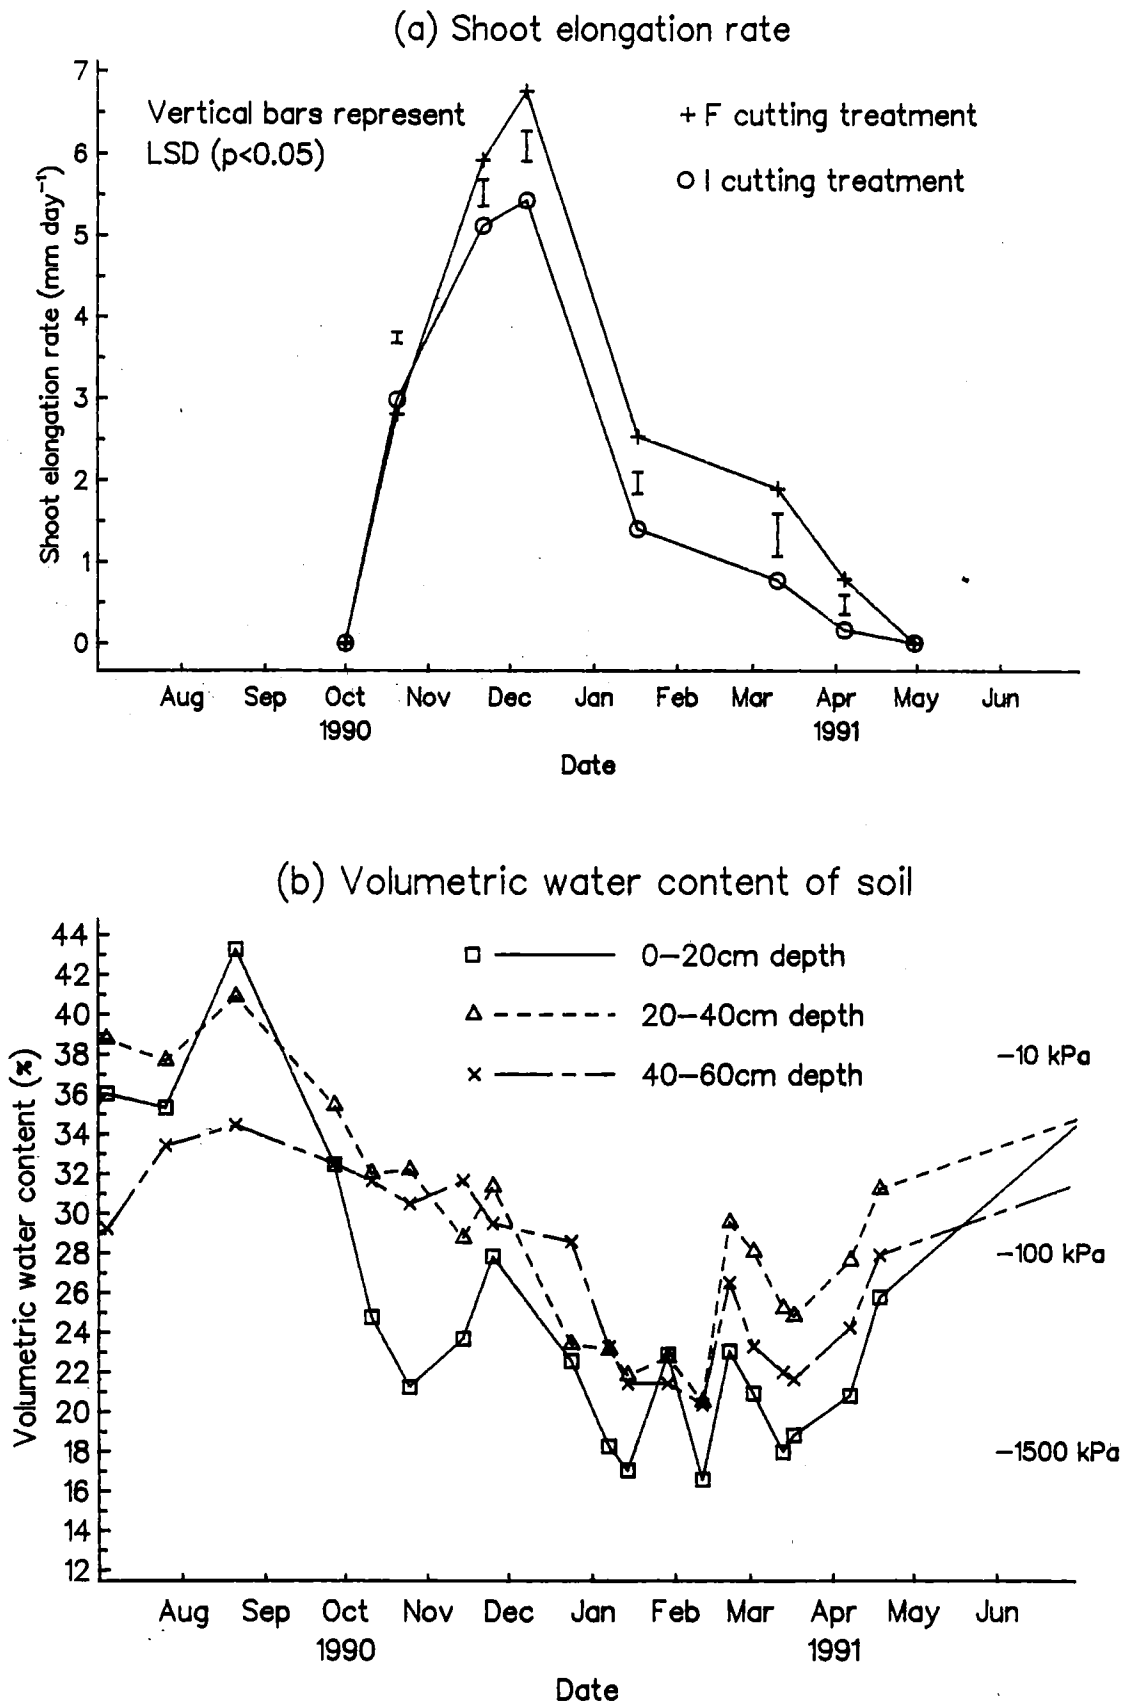 (a) Shoot elongation rate
7
6
5
4
3
2
1
0
Shoot elongation rate (mm day⁻¹)
Vertical bars represent
LSD (p<0.05)
+ F cutting treatment
O I cutting treatment
Aug Sep Oct Nov Dec Jan Feb Mar Apr May Jun
1990 1991
Date
(b) Volumetric water content of soil
44
42
40
38
36
34
32
30
28
26
24
22
20
18
16
14
12
Volumetric water content (%)
0–20cm depth
20–40cm depth
40–60cm depth
–10 kPa
–100 kPa
–1500 kPa
Aug Sep Oct Nov Dec Jan Feb Mar Apr May Jun
1990 1991
Date